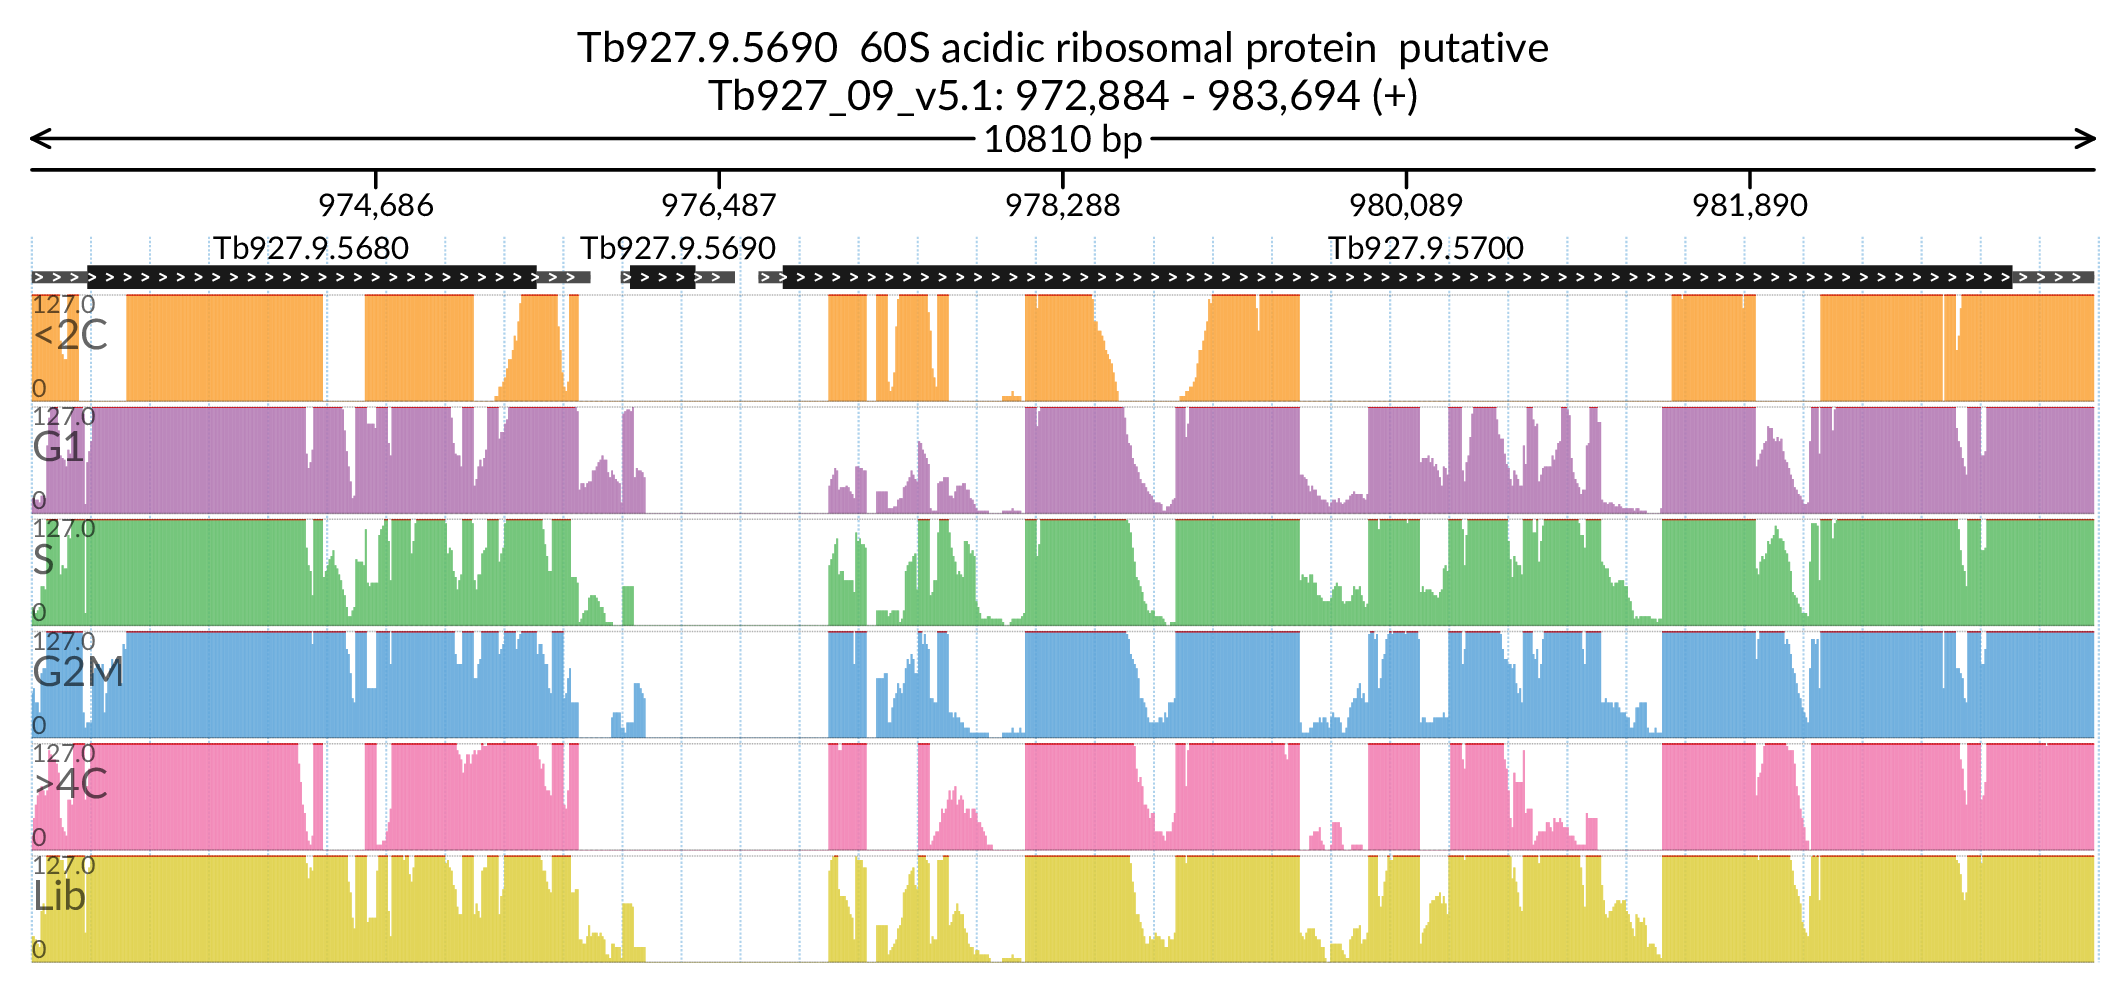 Tb927.9.5690  60S acidic ribosomal protein  putative
Tb927_09_v5.1: 972,884 - 983,694 (+)
10810 bp
974,686 976,487 978,288 980,089 981,890
Tb927.9.5680 Tb927.9.5690 Tb927.9.5700
127.0
<2C
0
127.0
G1
0
127.0
S
0
127.0
G2M
0
127.0
>4C
0
127.0
Lib
0